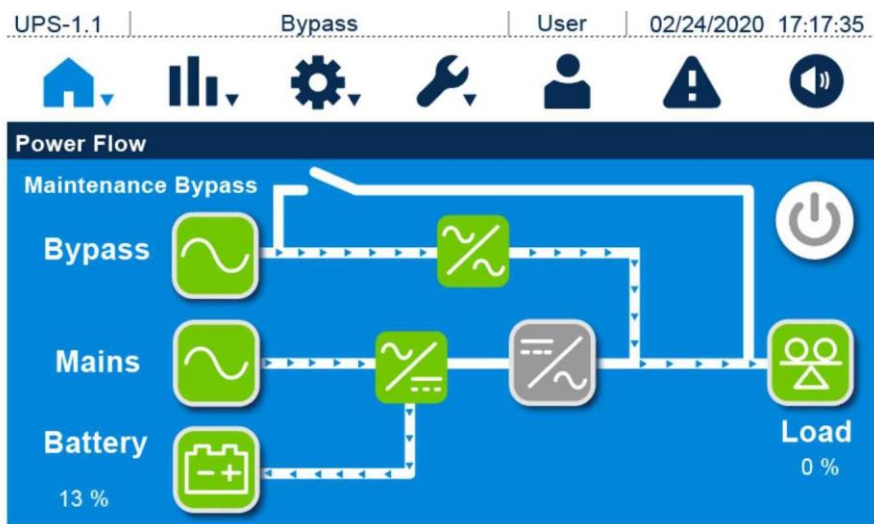 UPS-1.1 Bypass User 02/24/2020 17:17:35
Power Flow
Maintenance Bypass
Bypass
Mains
Battery
13 %
Load
0 %